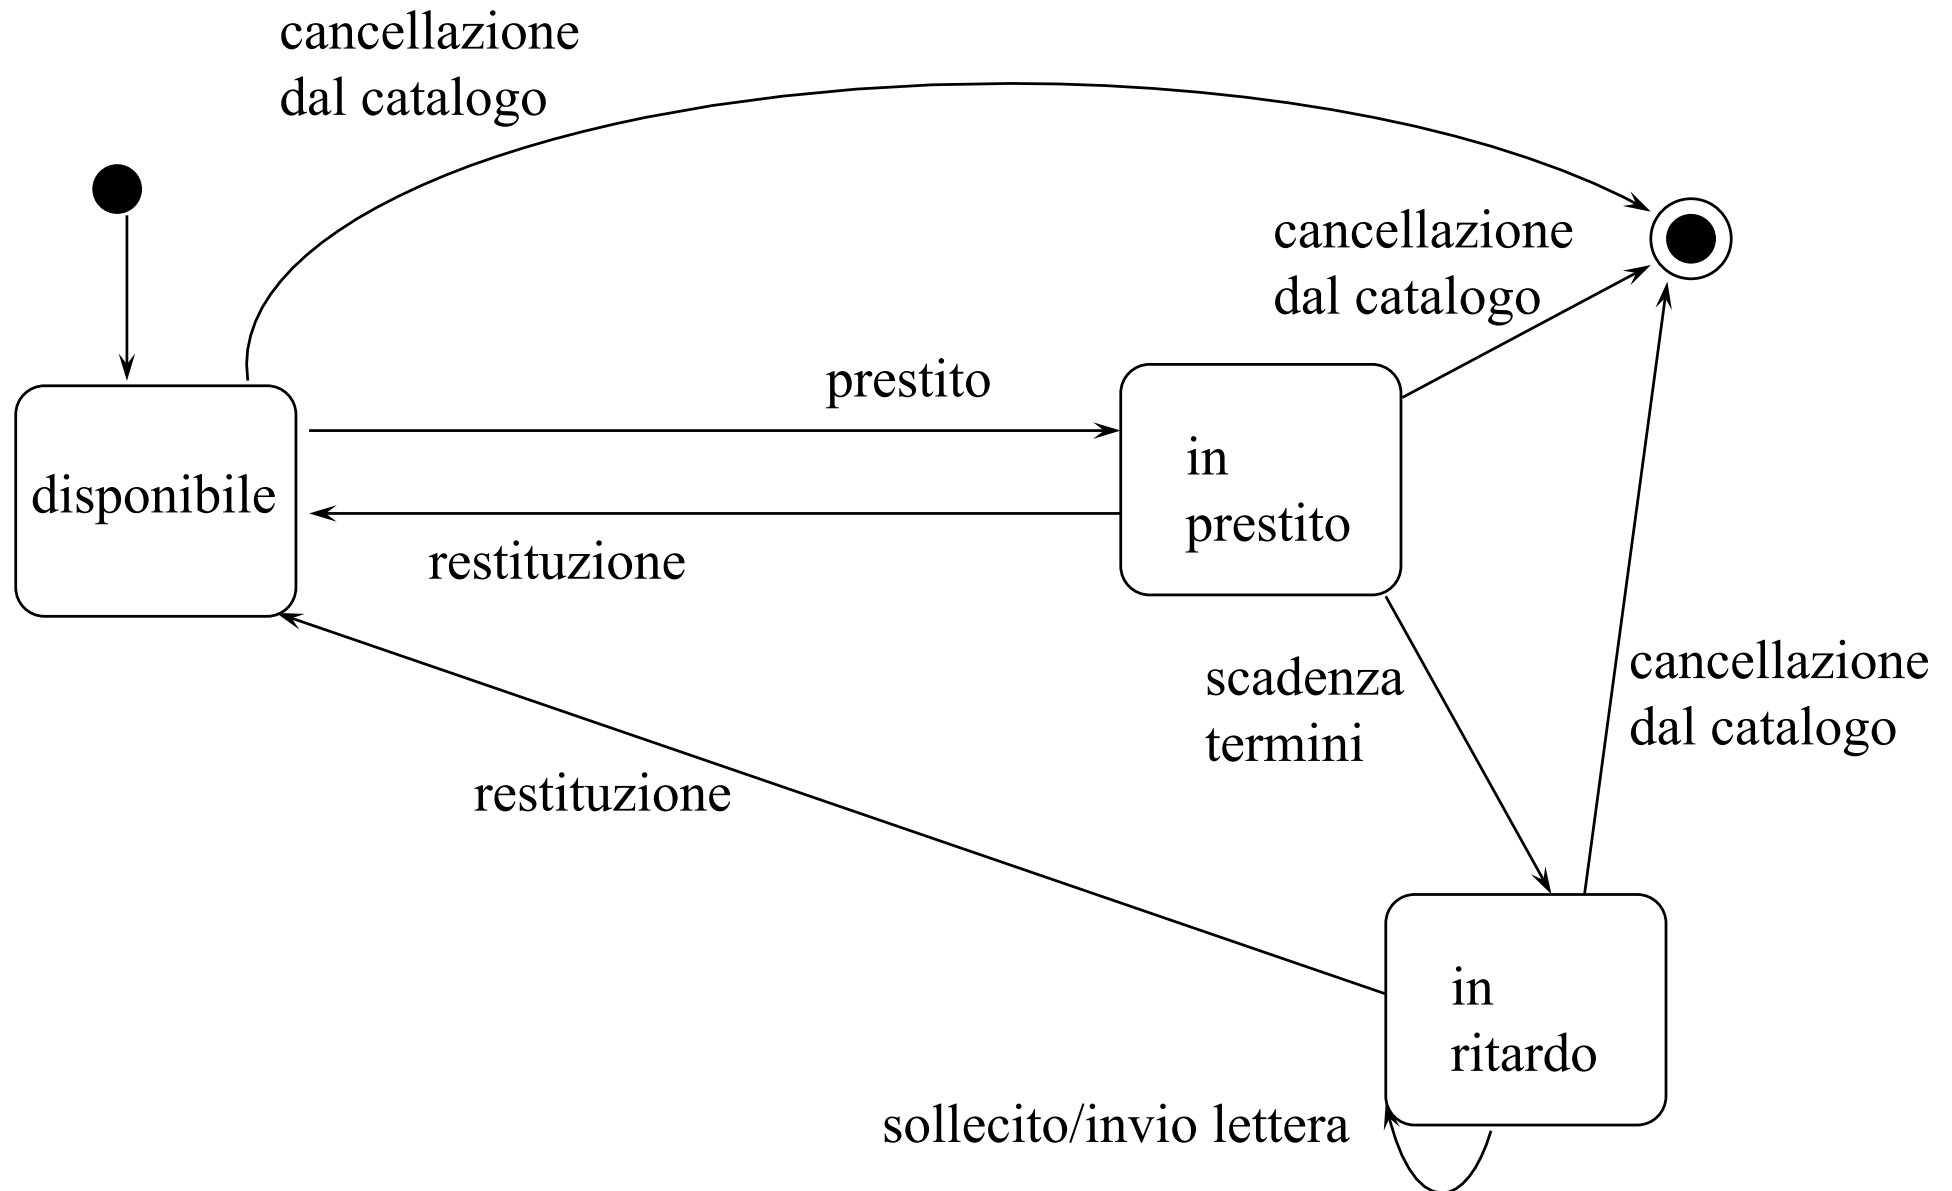 cancellazione
dal catalogo
cancellazione
dal catalogo
prestito
in
prestito
disponibile
restituzione
scadenza
termini
cancellazione
dal catalogo
restituzione
in
ritardo
sollecito/invio lettera